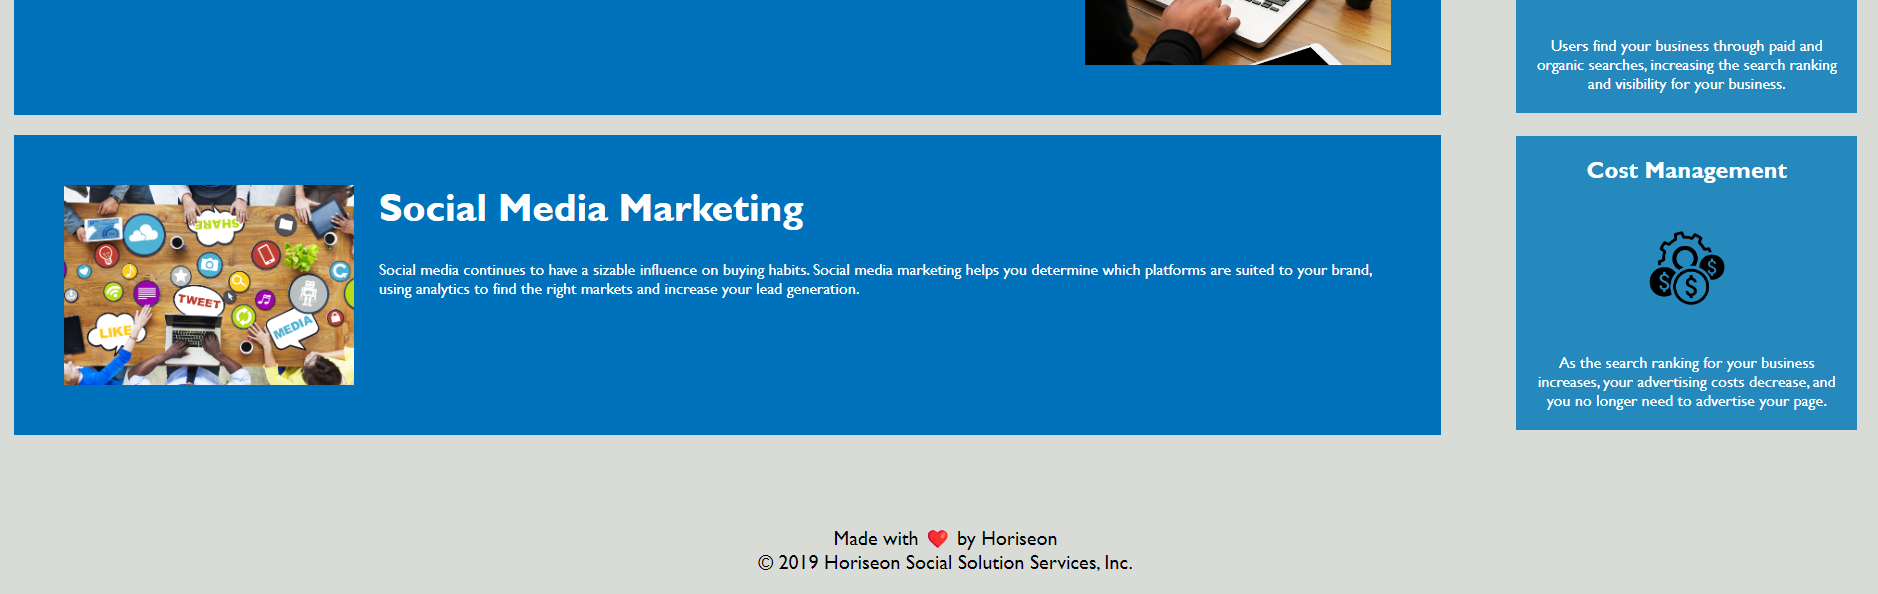 Users find your business through paid and
organic searches, increasing the search ranking
and visibility for your business.
Social Media Marketing
Social media continues to have a sizable influence on buying habits. Social media marketing helps you determine which platforms are suited to your brand,
using analytics to find the right markets and increase your lead generation.
SHARE
TWEET
LIKE
MEDIA
Cost Management
$
$
$
As the search ranking for your business
increases, your advertising costs decrease, and
you no longer need to advertise your page.
Made with ❤️ by Horiseon
© 2019 Horiseon Social Solution Services, Inc.